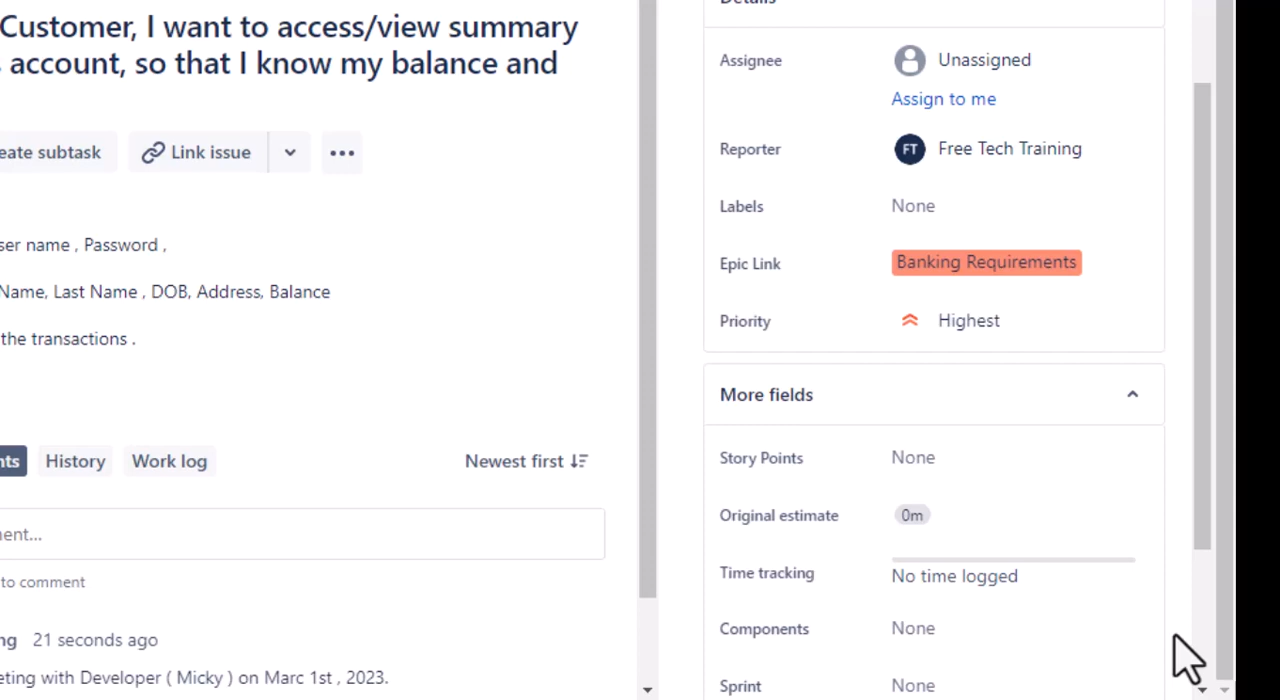 Customer, I want to access/view summary
account, so that I know my balance and
eate subtask
Link issue
ser name , Password ,
Name, Last Name , DOB, Address, Balance
the transactions .
nts
History
Work log
Newest first
nent...
to comment
ng 21 seconds ago
eting with Developer ( Micky ) on Marc 1st , 2023.
Details
Assignee
Unassigned
Assign to me
Reporter
FT
Free Tech Training
Labels
None
Epic Link
Banking Requirements
Priority
Highest
More fields
Story Points
None
Original estimate
0m
Time tracking
No time logged
Components
None
Sprint
None